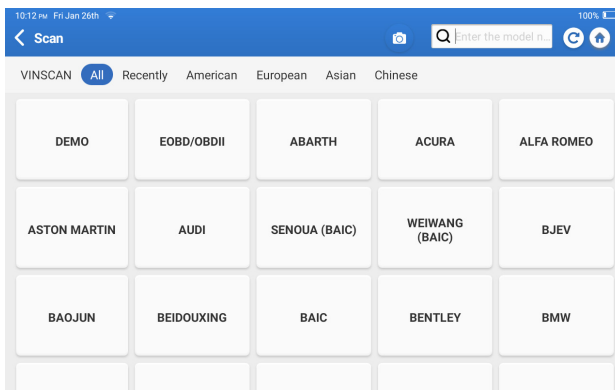 10:12 PM Fri Jan 26th 100%
Scan Enter the model n...
VINSCAN All Recently American European Asian Chinese
DEMO EOBD/OBDII ABARTH ACURA ALFA ROMEO
ASTON MARTIN AUDI SENOUA (BAIC) WEIWANG (BAIC) BJEV
BAOJUN BEIDOUXING BAIC BENTLEY BMW